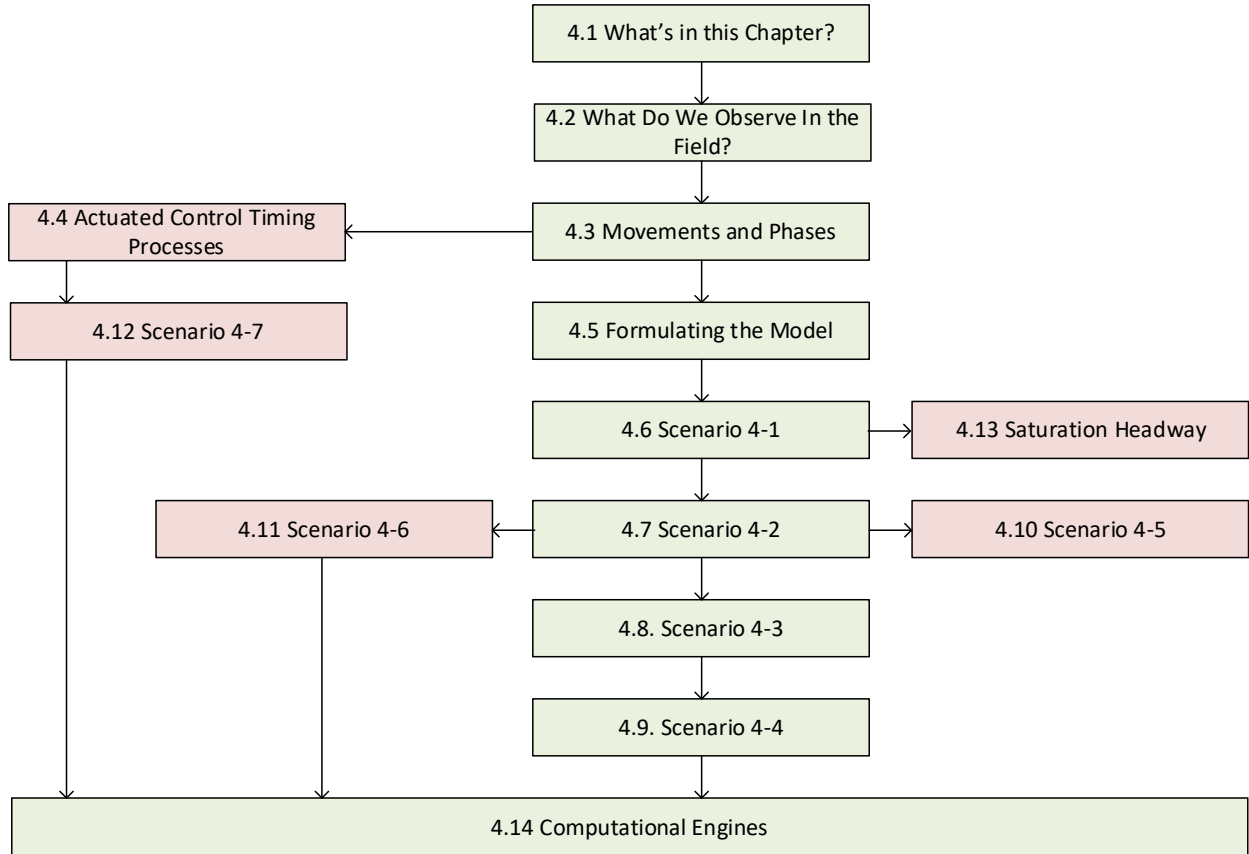 4.1 What’s in this Chapter?
4.2 What Do We Observe In the
Field?
4.4 Actuated Control Timing
Processes
4.3 Movements and Phases
4.12 Scenario 4-7
4.5 Formulating the Model
4.6 Scenario 4-1
4.13 Saturation Headway
4.11 Scenario 4-6
4.7 Scenario 4-2
4.10 Scenario 4-5
4.8. Scenario 4-3
4.9. Scenario 4-4
4.14 Computational Engines